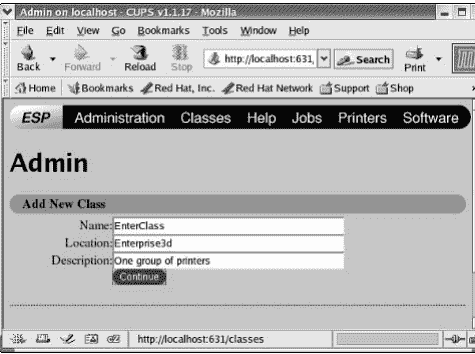 Admin on localhost - CUPS v1.1.17 - Mozilla
File Edit View Go Bookmarks Tools Window Help
Back Forward Reload Stop http://localhost:631, Search Print
Home Bookmarks Red Hat, Inc. Red Hat Network Support Shop
ESP Administration Classes Help Jobs Printers Software
Admin
Add New Class
Name: EnterClass
Location: Enterprise3d
Description: One group of printers
Continue
http://localhost:631/classes